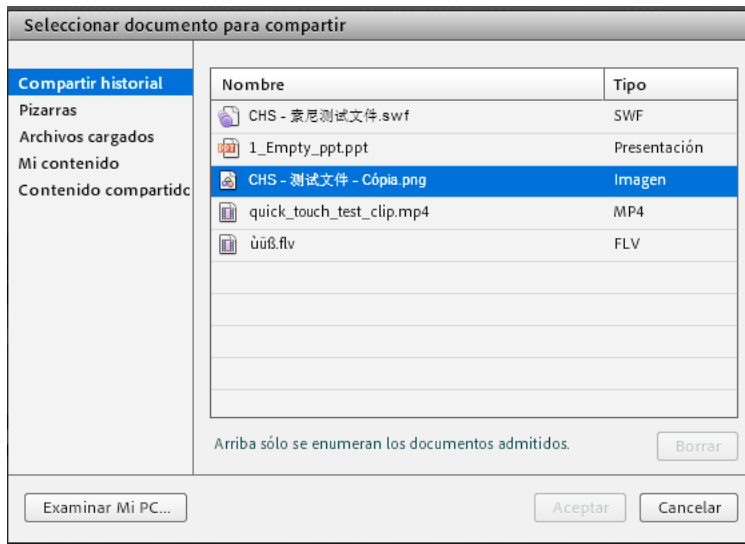 Seleccionar documento para compartir
Compartir historial
Pizarras
Archivos cargados
Mi contenido
Contenido compartidc
Nombre Tipo
CHS - 素尼测试文件.swf SWF
1_Empty_ppt.ppt Presentación
CHS - 测试文件 - Cópia.png Imagen
quick_touch_test_clip.mp4 MP4
ùüß.flv FLV
Arriba sólo se enumeran los documentos admitidos.
Borrar
Examinar Mi PC...
Aceptar
Cancelar